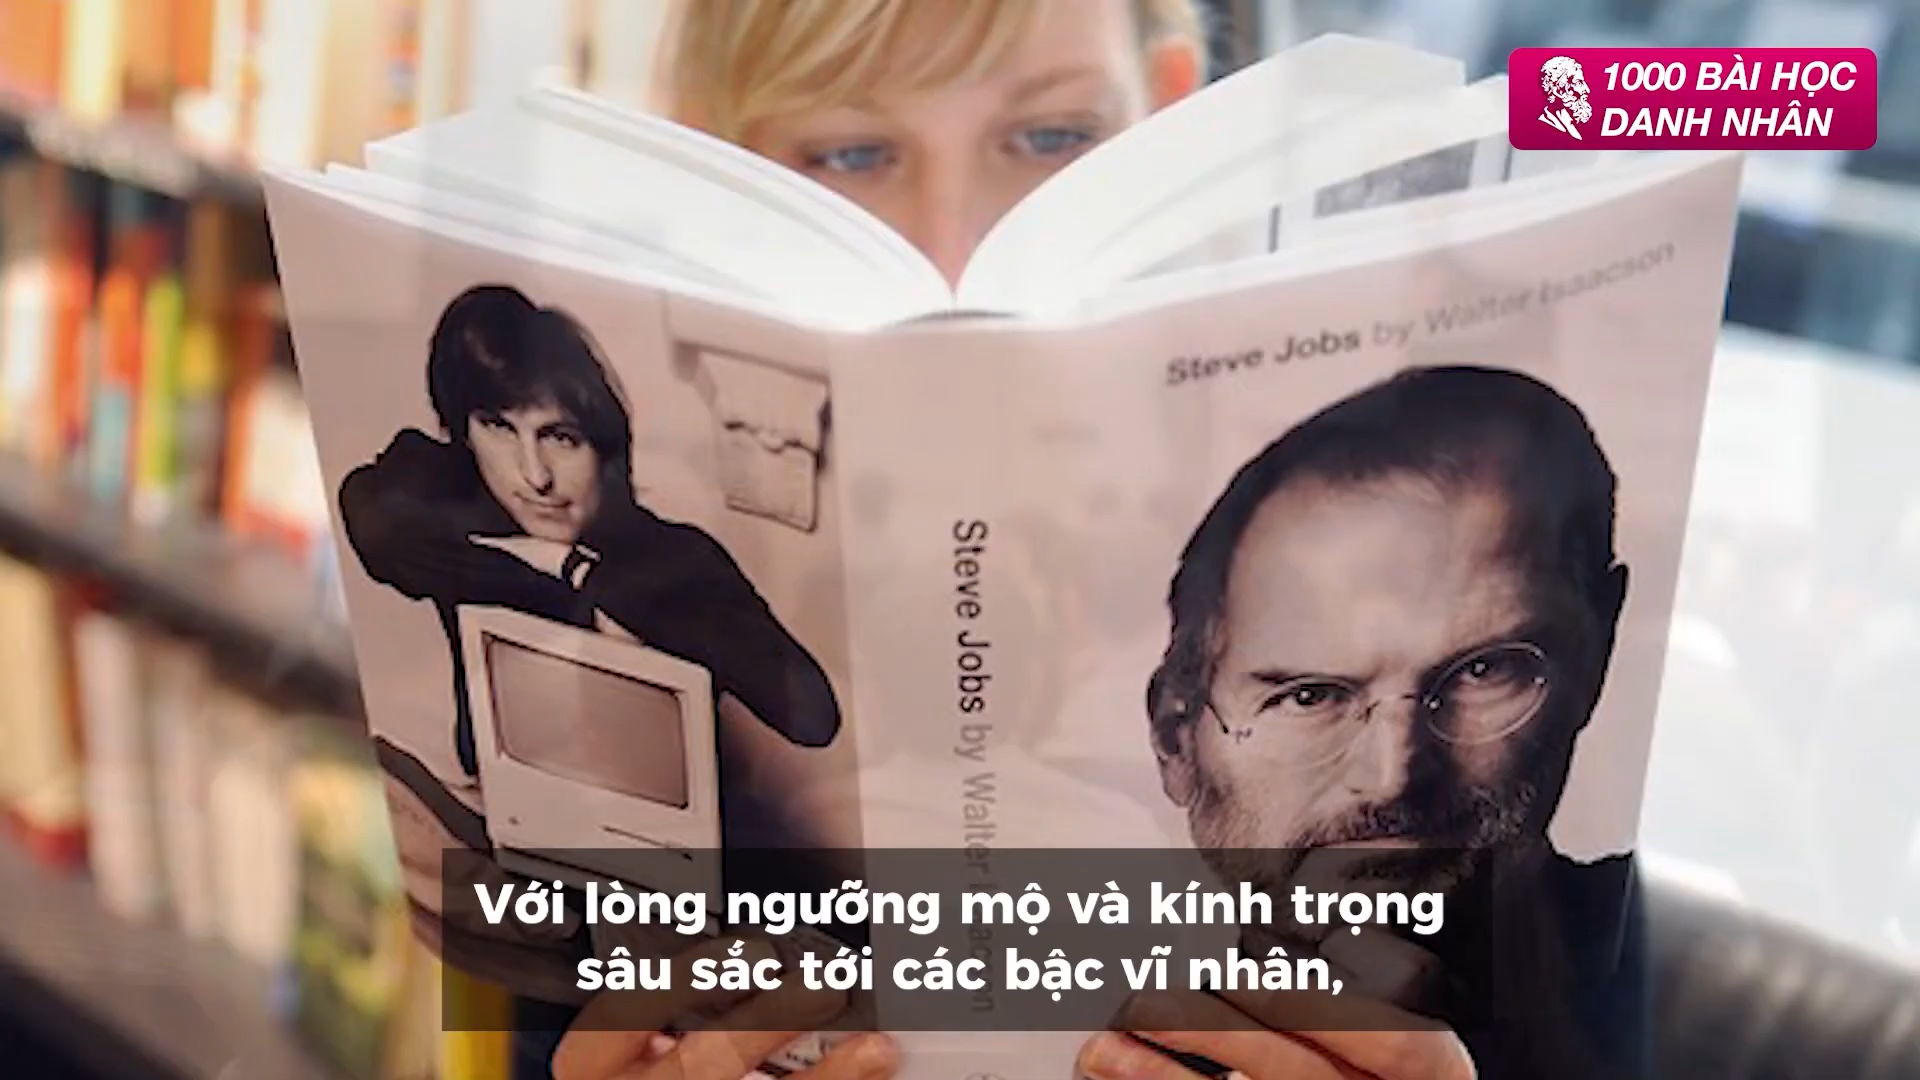 1000 BÀI HỌC
DANH NHÂN
Steve Jobs by Walter Isaacson
Steve Jobs by Walter Isaacson
Với lòng ngưỡng mộ và kính trọng
sâu sắc tới các bậc vĩ nhân,